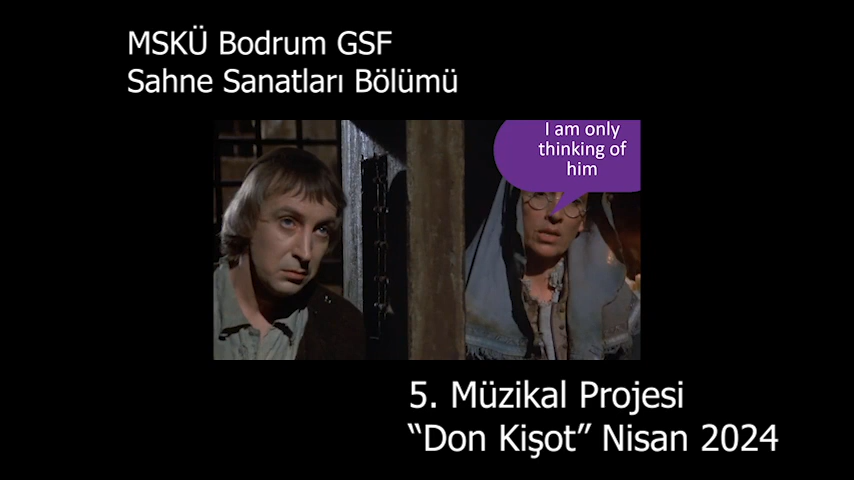 MSKÜ Bodrum GSF
Sahne Sanatları Bölümü
I am only
thinking of
him
5. Müzikal Projesi
“Don Kişot” Nisan 2024